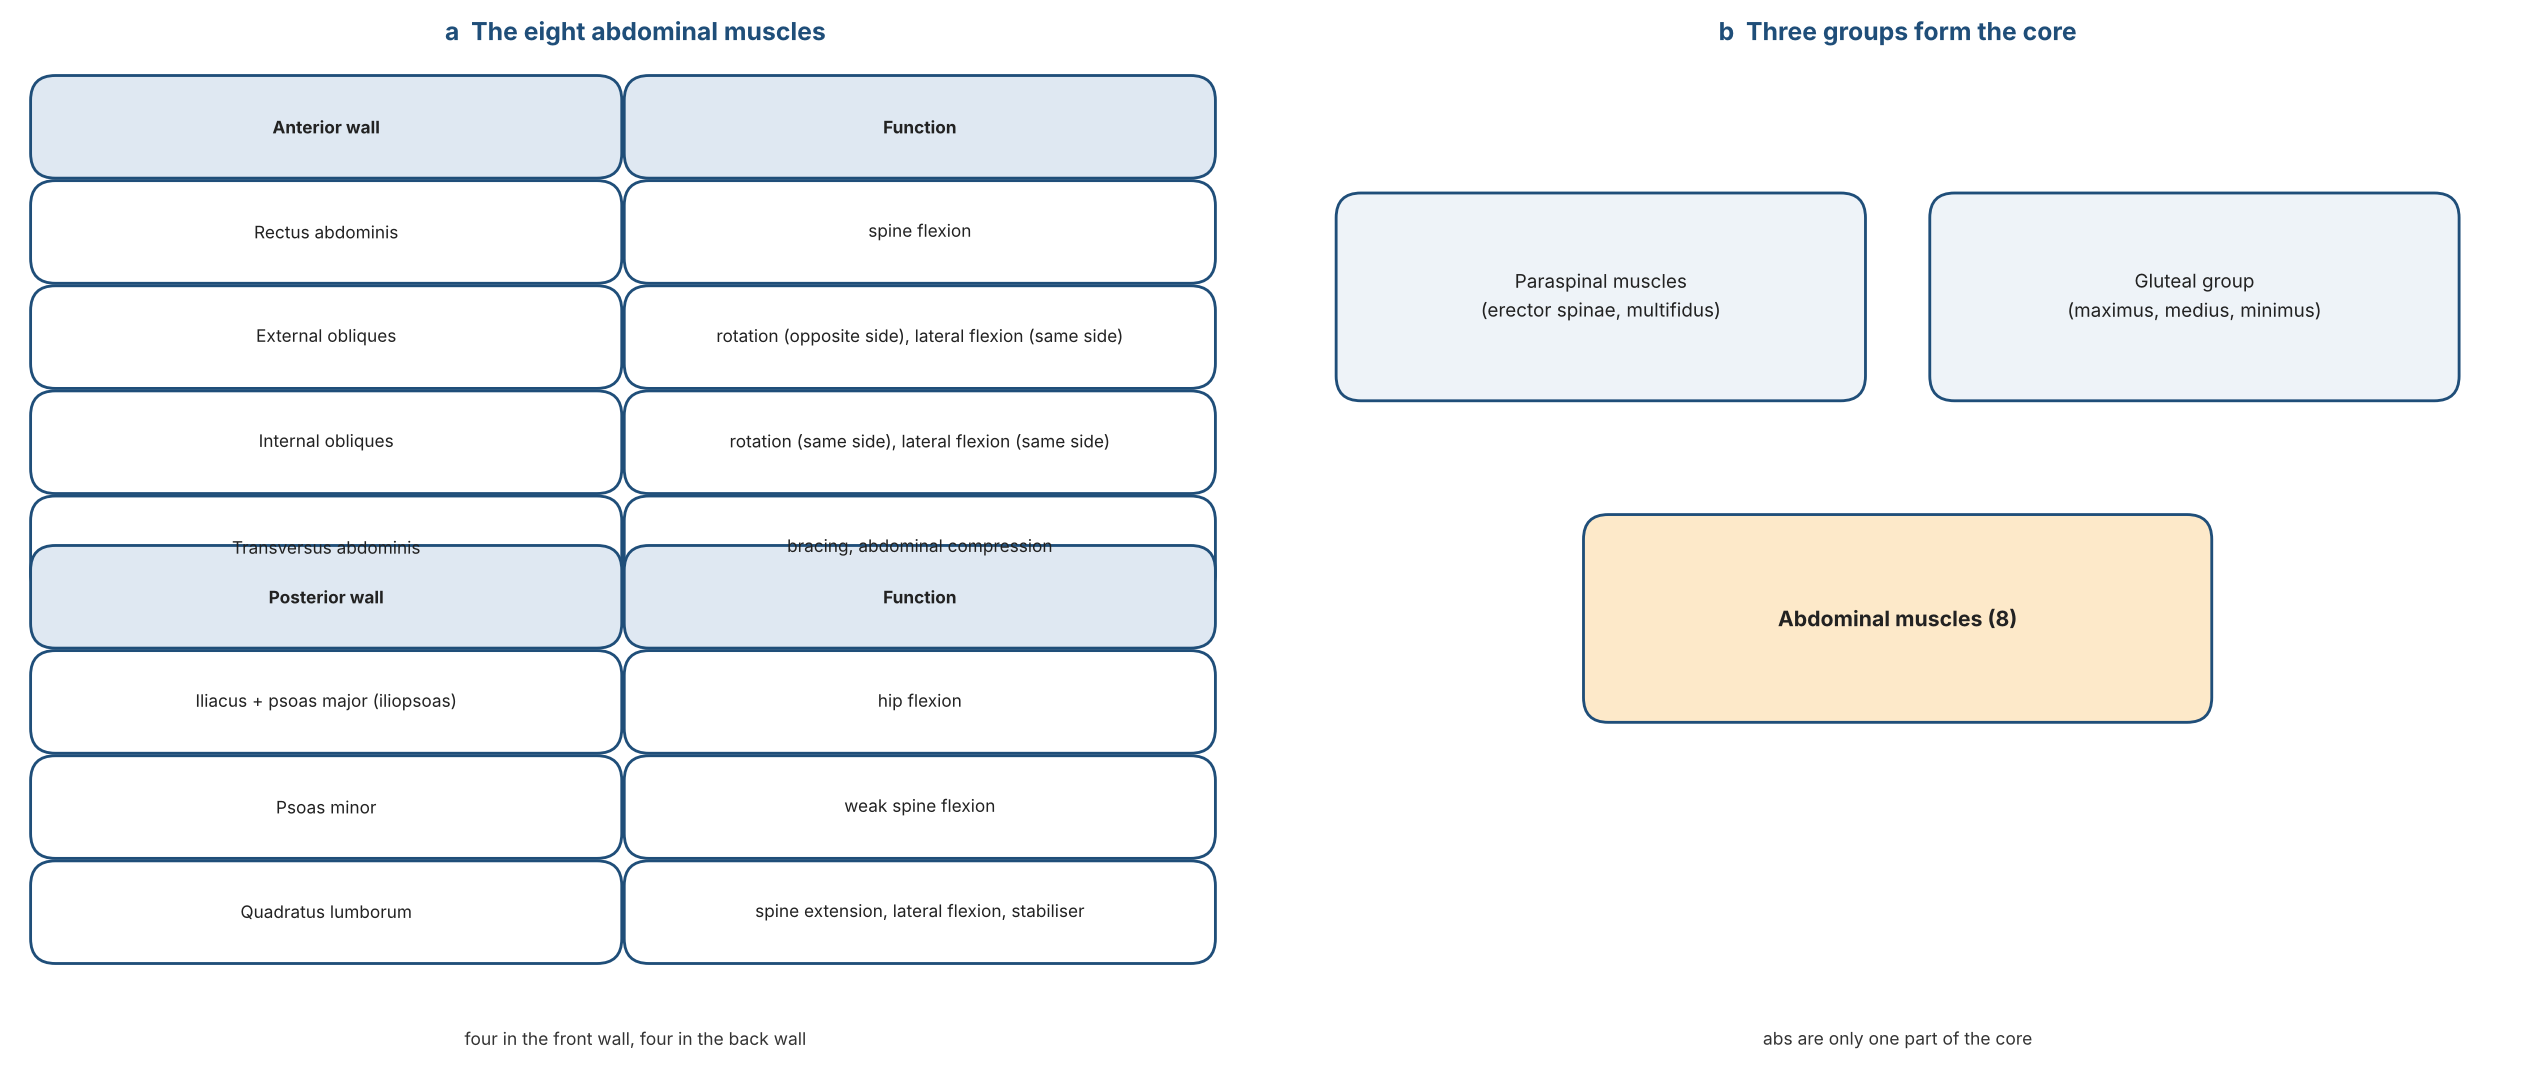 a The eight abdominal muscles
Anterior wall
Function
Rectus abdominis
spine flexion
External obliques
rotation (opposite side), lateral flexion (same side)
Internal obliques
rotation (same side), lateral flexion (same side)
Transversus abdominis
bracing, abdominal compression
Posterior wall
Function
Iliacus + psoas major (iliopsoas)
hip flexion
Psoas minor
weak spine flexion
Quadratus lumborum
spine extension, lateral flexion, stabiliser
four in the front wall, four in the back wall
b Three groups form the core
Paraspinal muscles
(erector spinae, multifidus)
Gluteal group
(maximus, medius, minimus)
Abdominal muscles (8)
abs are only one part of the core